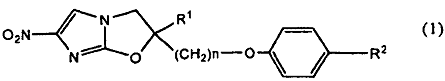 R¹
O₂N N N O (CH₂)n—O R² (1)